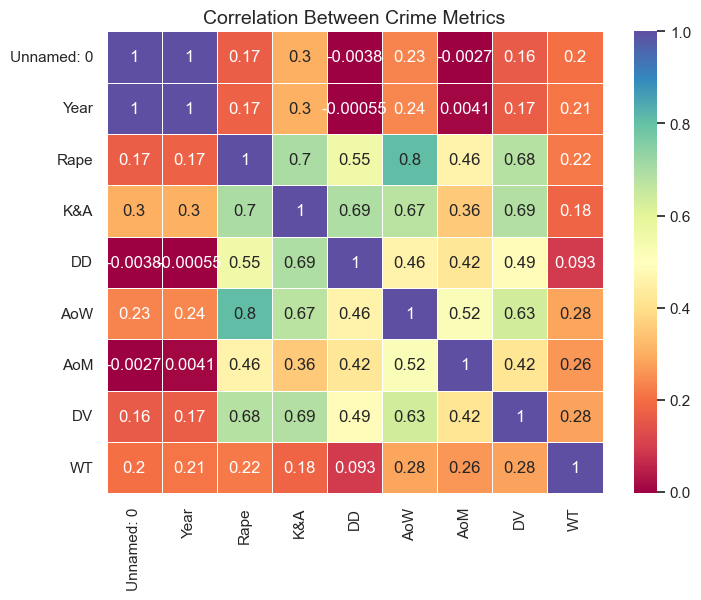 Correlation Between Crime Metrics
Unnamed: 0 1 1 0.17 0.3 -0.0038 0.23 -0.0027 0.16 0.2
Year 1 1 0.17 0.3 -0.00055 0.24 0.0041 0.17 0.21
Rape 0.17 0.17 1 0.7 0.55 0.8 0.46 0.68 0.22
K&A 0.3 0.3 0.7 1 0.69 0.67 0.36 0.69 0.18
DD -0.0038 -0.00055 0.55 0.69 1 0.46 0.42 0.49 0.093
AoW 0.23 0.24 0.8 0.67 0.46 1 0.52 0.63 0.28
AoM -0.0027 0.0041 0.46 0.36 0.42 0.52 1 0.42 0.26
DV 0.16 0.17 0.68 0.69 0.49 0.63 0.42 1 0.28
WT 0.2 0.21 0.22 0.18 0.093 0.28 0.26 0.28 1
Unnamed: 0 Year Rape K&A DD AoW AoM DV WT
1.0
0.8
0.6
0.4
0.2
0.0